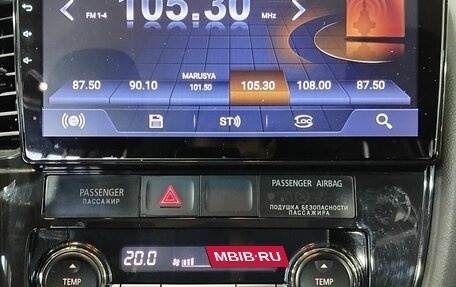 105.30
FM 1-4
MHz
MARUSYA
87.50 90.10 101.50 105.30 108.00 87.50
ST
LOC
PASSENGER
ПАССАЖИР
PASSENGER AIRBAG
ПОДУШКА БЕЗОПАСНОСТИ
ПАССАЖИРА
20.0
MBIB.RU
TEMP
TEMP